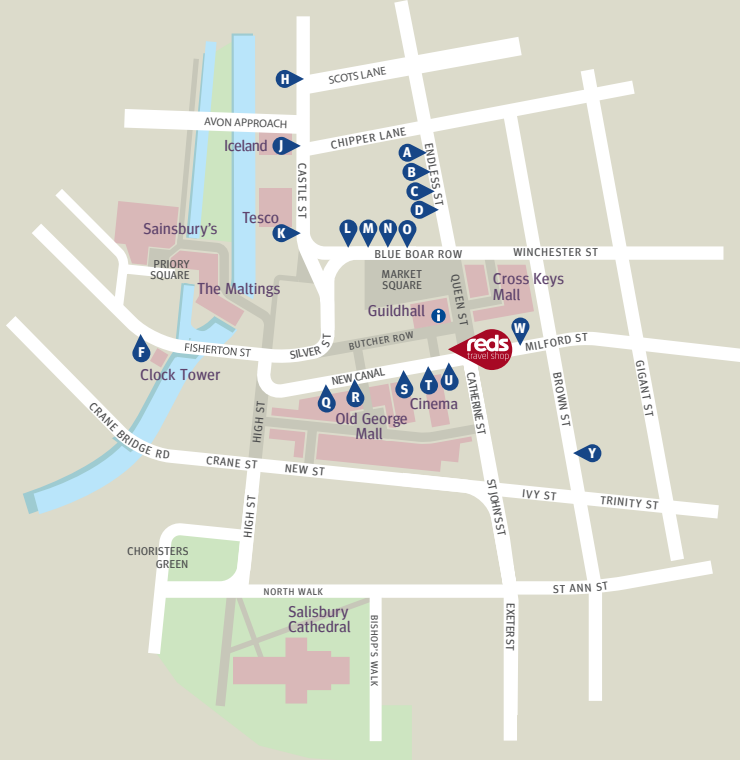 H
SCOTS LANE
AVON APPROACH
Iceland
J
CHIPPER LANE
A
B
C
D
ENDLESS ST
CASTLE ST
Tesco
K
Sainsbury's
L
M
N
O
BLUE BOAR ROW
WINCHESTER ST
PRIORY
SQUARE
MARKET
SQUARE
QUEEN ST
Cross Keys
Mall
The Maltings
Guildhall
i
W
F
FISHERTON ST
SILVER ST
BUTCHER ROW
reds
travel shop
MILFORD ST
Clock Tower
NEW CANAL
Q
R
S
T
U
Cinema
Old George
Mall
CATHERINE ST
BROWN ST
GIGANT ST
HIGH ST
CRANE BRIDGE RD
CRANE ST
NEW ST
Y
ST JOHN'S ST
IVY ST
TRINITY ST
HIGH ST
CHORISTERS
GREEN
NORTH WALK
ST ANN ST
Salisbury
Cathedral
BISHOP'S WALK
EXETER ST